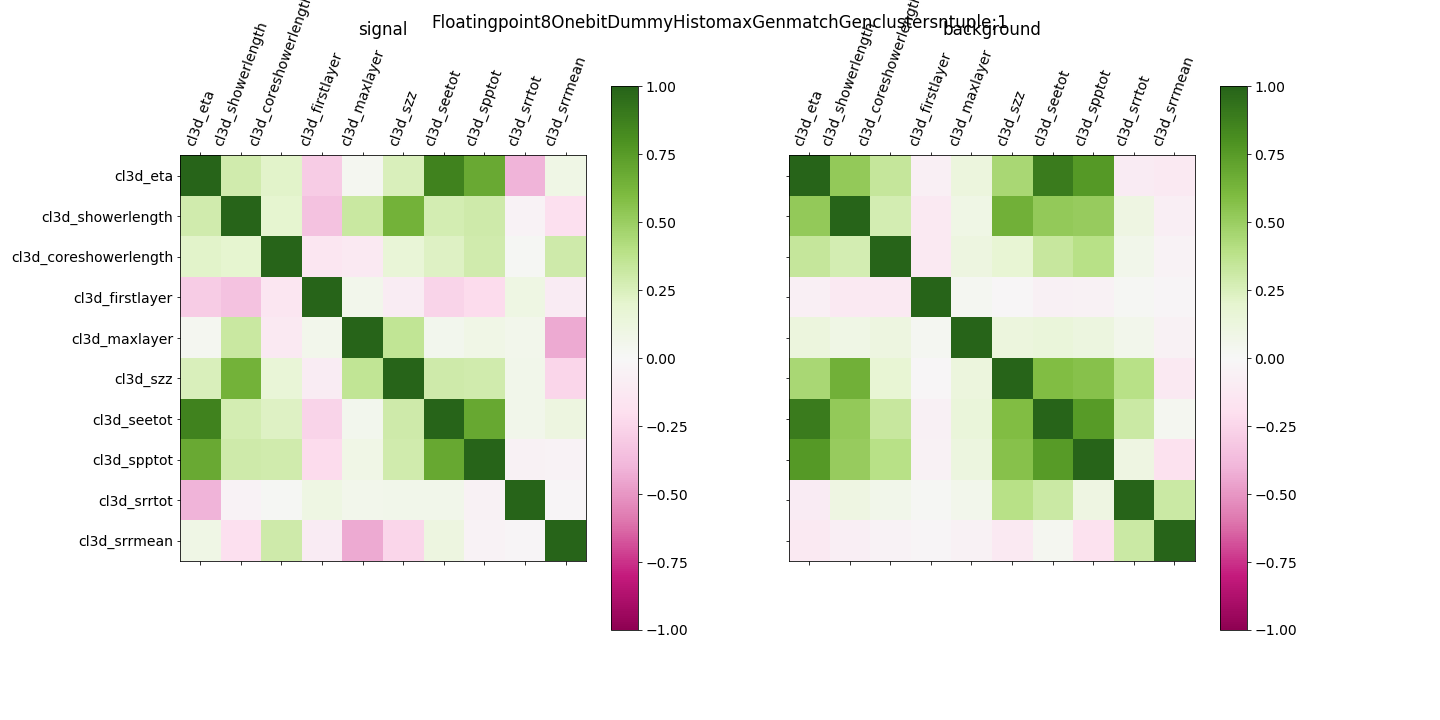 Floatingpoint8OnebitDummyHistomaxGenmatchGenclustersntuple;1
signal
background
cl3d_eta
cl3d_showerlength
cl3d_coreshowerlength
cl3d_firstlayer
cl3d_maxlayer
cl3d_szz
cl3d_seetot
cl3d_spptot
cl3d_srrtot
cl3d_srrmean
cl3d_eta
cl3d_showerlength
cl3d_coreshowerlength
cl3d_firstlayer
cl3d_maxlayer
cl3d_szz
cl3d_seetot
cl3d_spptot
cl3d_srrtot
cl3d_srrmean
1.00
0.75
0.50
0.25
0.00
−0.25
−0.50
−0.75
−1.00
cl3d_eta
cl3d_showerlength
cl3d_coreshowerlength
cl3d_firstlayer
cl3d_maxlayer
cl3d_szz
cl3d_seetot
cl3d_spptot
cl3d_srrtot
cl3d_srrmean
1.00
0.75
0.50
0.25
0.00
−0.25
−0.50
−0.75
−1.00